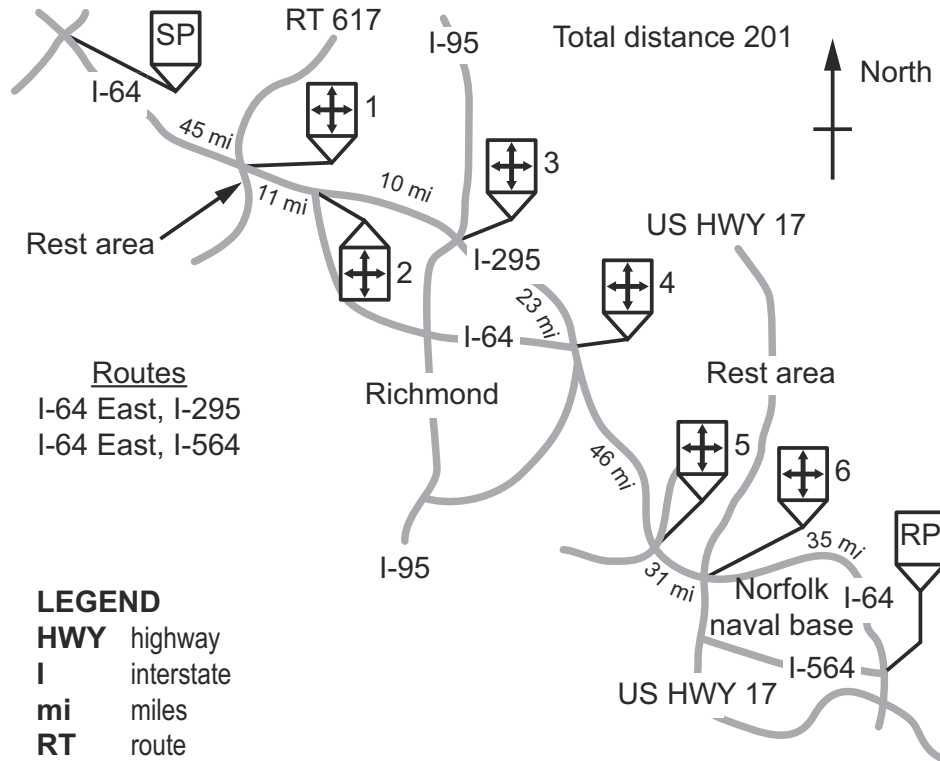 SP
RT 617
I-95
Total distance 201
North
I-64
1
45 mi
3
10 mi
11 mi
Rest area
US HWY 17
2
I-295
4
23 mi
I-64
Routes
I-64 East, I-295
I-64 East, I-564
Richmond
Rest area
5
46 mi
6
RP
35 mi
I-95
31 mi
Norfolk
naval base
I-64
I-564
US HWY 17
LEGEND
HWY highway
I interstate
mi miles
RT route